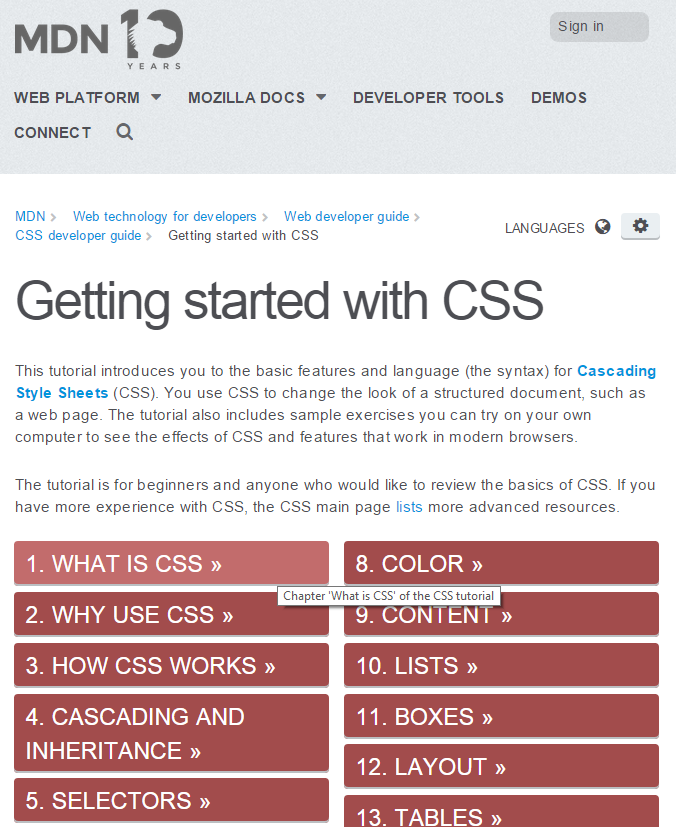 MDN 10
YEARS
Sign in
WEB PLATFORM
MOZILLA DOCS
DEVELOPER TOOLS
DEMOS
CONNECT
MDN
Web technology for developers
Web developer guide
CSS developer guide
Getting started with CSS
LANGUAGES
Getting started with CSS
This tutorial introduces you to the basic features and language (the syntax) for Cascading
Style Sheets (CSS). You use CSS to change the look of a structured document, such as
a web page. The tutorial also includes sample exercises you can try on your own
computer to see the effects of CSS and features that work in modern browsers.
The tutorial is for beginners and anyone who would like to review the basics of CSS. If you
have more experience with CSS, the CSS main page lists more advanced resources.
1. WHAT IS CSS »
Chapter 'What is CSS' of the CSS tutorial
2. WHY USE CSS »
3. HOW CSS WORKS »
4. CASCADING AND
INHERITANCE »
5. SELECTORS »
8. COLOR »
9. CONTENT »
10. LISTS »
11. BOXES »
12. LAYOUT »
13. TABLES »